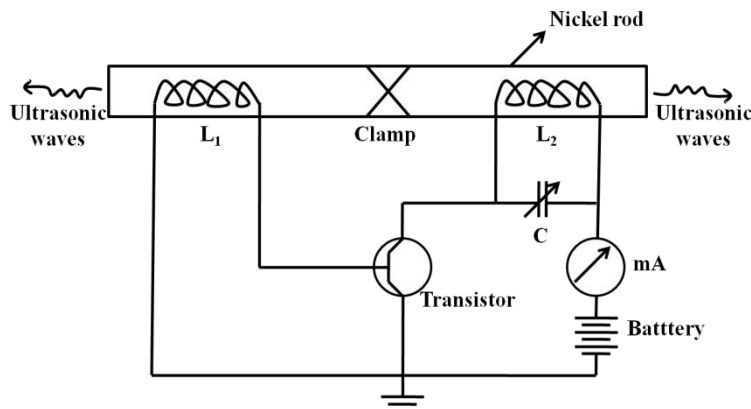 Nickel rod
Ultrasonic
waves
L₁
Clamp
L₂
Ultrasonic
waves
C
mA
Transistor
Batttery